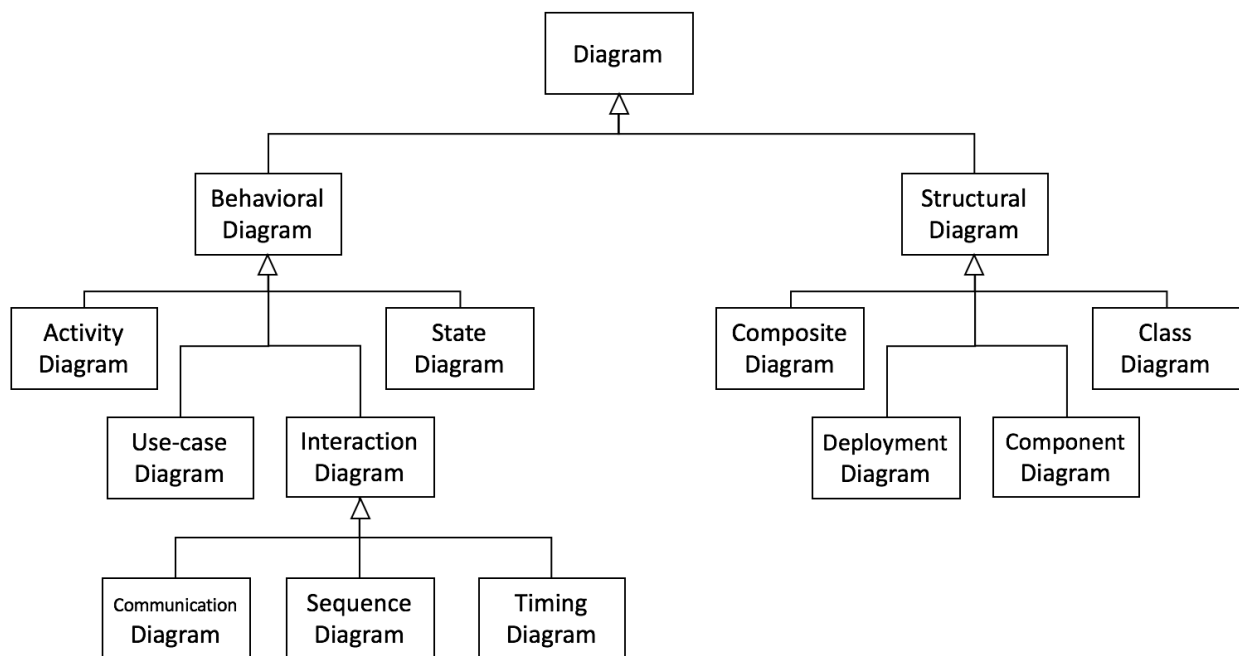 Diagram
Behavioral
Diagram
Structural
Diagram
Activity
Diagram
State
Diagram
Composite
Diagram
Class
Diagram
Use-case
Diagram
Interaction
Diagram
Deployment
Diagram
Component
Diagram
Communication
Diagram
Sequence
Diagram
Timing
Diagram